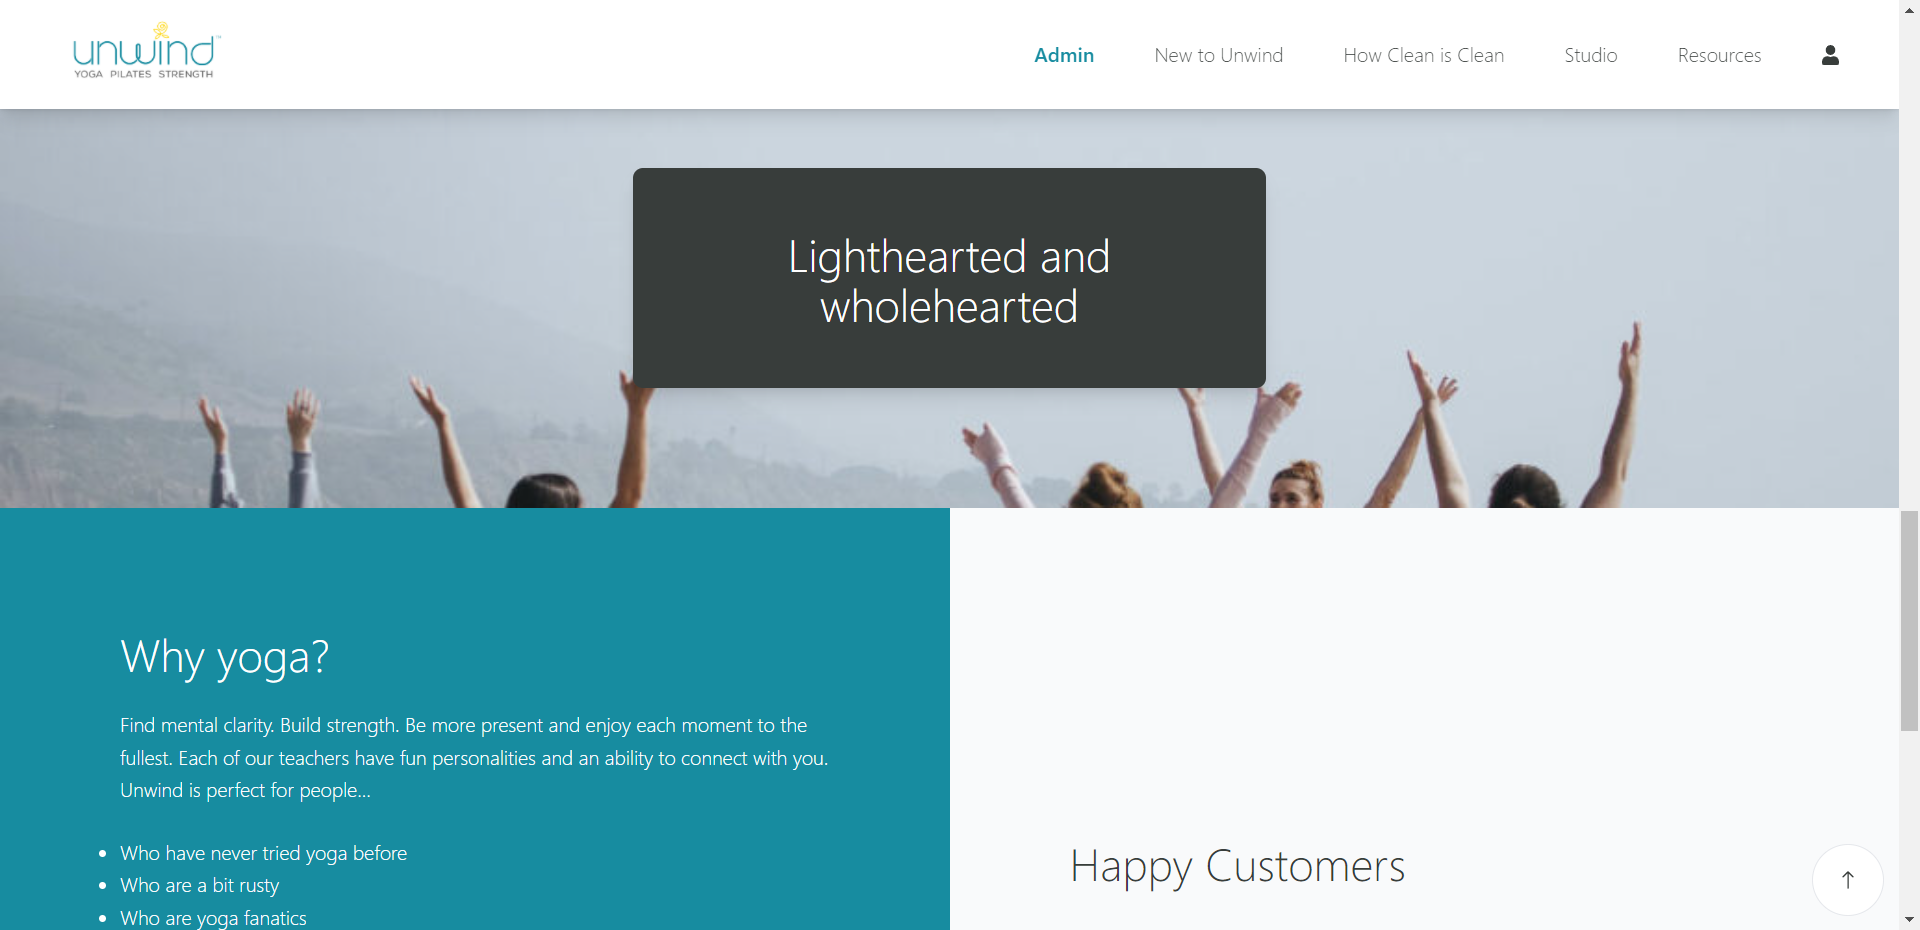 unwind
YOGA PILATES STRENGTH
Admin
New to Unwind
How Clean is Clean
Studio
Resources
Lighthearted and
wholehearted
Why yoga?
Find mental clarity. Build strength. Be more present and enjoy each moment to the
fullest. Each of our teachers have fun personalities and an ability to connect with you.
Unwind is perfect for people...
• Who have never tried yoga before
• Who are a bit rusty
• Who are yoga fanatics
Happy Customers